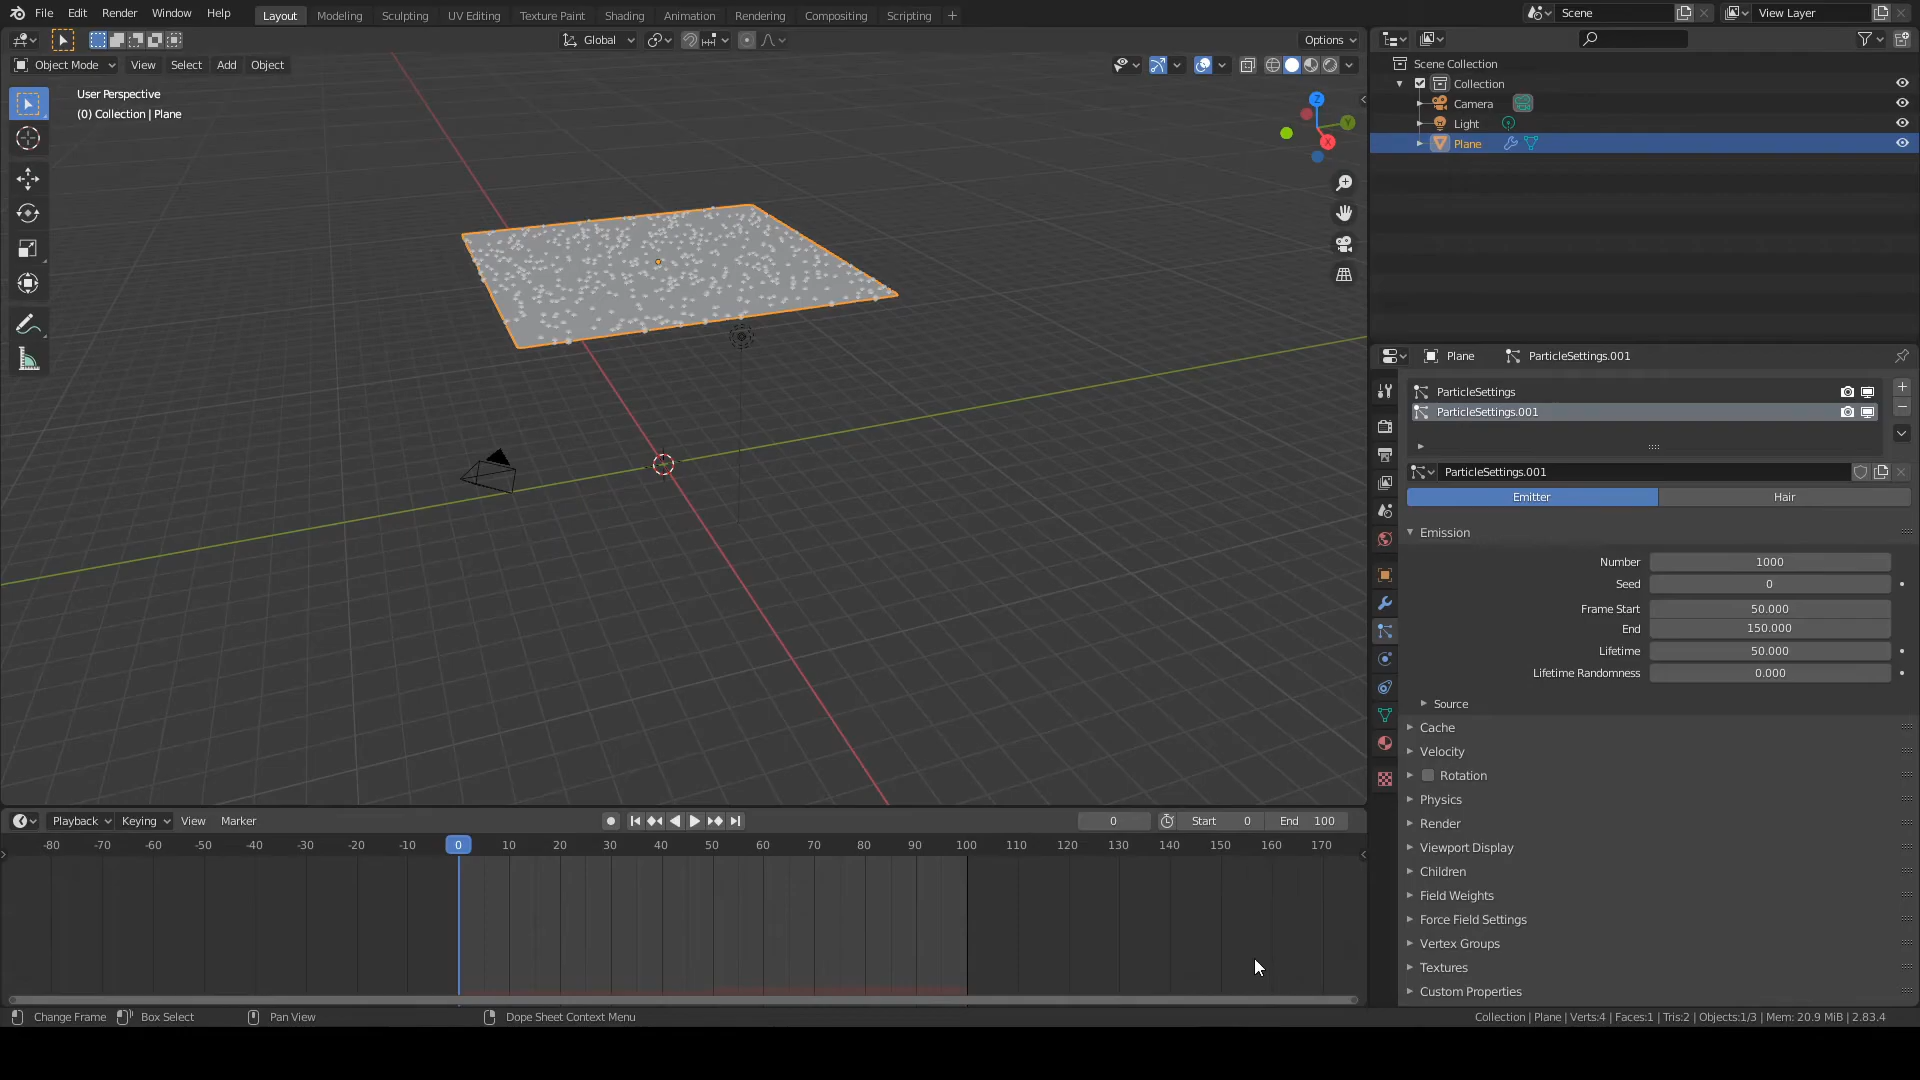 File Edit Render Window Help Layout Modeling Sculpting UV Editing Texture Paint Shading Animation Rendering Compositing Scripting + Scene View Layer
Global Options
Object Mode View Select Add Object
User Perspective
(0) Collection | Plane
Z
Y
X
Scene Collection
Collection
Camera
Light
Plane
Plane ParticleSettings.001
ParticleSettings
ParticleSettings.001
ParticleSettings.001
Emitter Hair
Emission
Number 1000
Seed 0
Frame Start 50.000
End 150.000
Lifetime 50.000
Lifetime Randomness 0.000
Source
Cache
Velocity
Rotation
Physics
Render
Viewport Display
Children
Field Weights
Force Field Settings
Vertex Groups
Textures
Custom Properties
Playback Keying View Marker 0 Start 0 End 100
-80 -70 -60 -50 -40 -30 -20 -10 0 10 20 30 40 50 60 70 80 90 100 110 120 130 140 150 160 170
Change Frame Box Select Pan View Dope Sheet Context Menu Collection | Plane | Verts:4 | Faces:1 | Tris:2 | Objects:1/3 | Mem: 20.9 MiB | 2.83.4